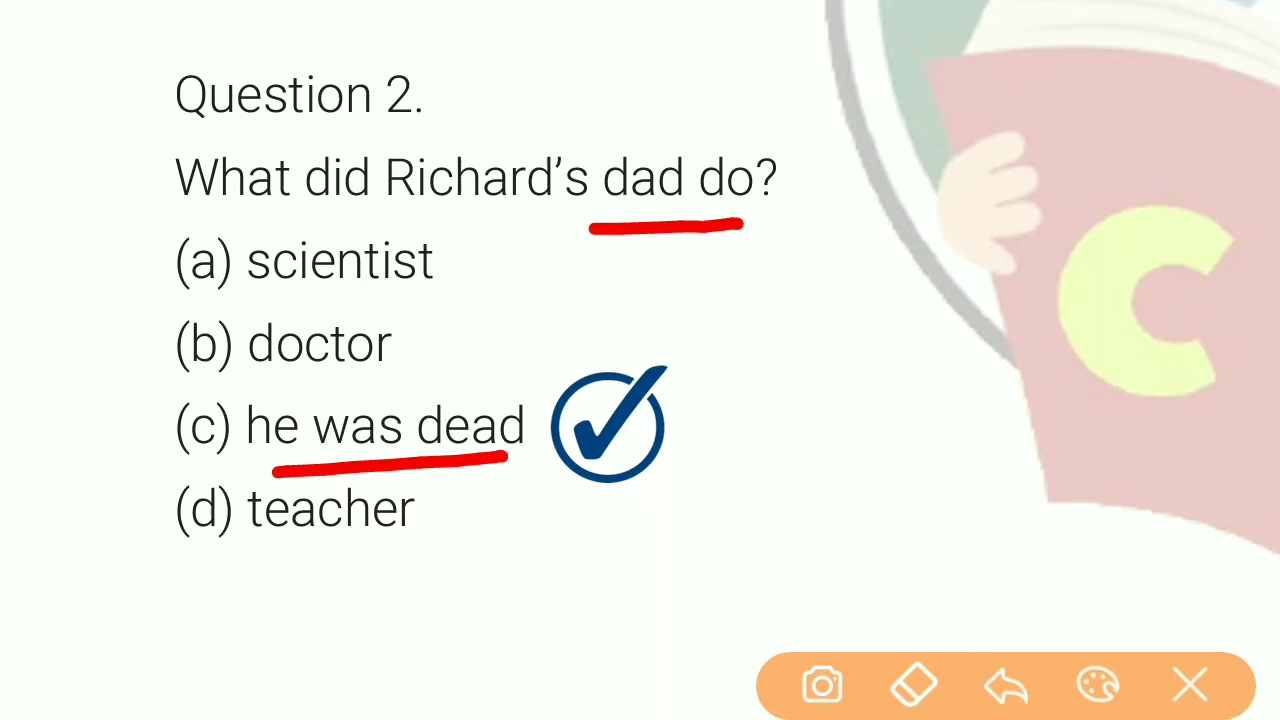 Question 2.
What did Richard’s dad do?
(a) scientist
(b) doctor
(c) he was dead
(d) teacher
C